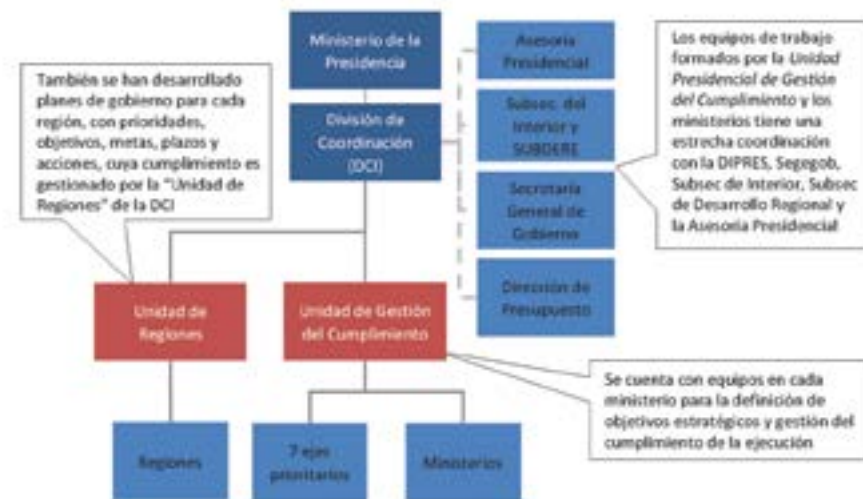 Ministerio de la
Presidencia
División de
Coordinación
(DCI)
Asesoría
Presidencial
Subsec. del
Interior y
SUBDERE
Secretaría
General de
Gobierno
Dirección de
Presupuesto
Los equipos de trabajo
formados por la Unidad
Presidencial de Gestión
del Cumplimiento y los
ministerios tiene una
estrecha coordinación
con la DIPRES, Segegob,
Subsec de Interior, Subsec
de Desarrollo Regional y
la Asesoria Presidencial
También se han desarrollado
planes de gobierno para cada
región, con prioridades,
objetivos, metas, plazos y
acciones, cuya cumplimiento es
gestionado por la "Unidad de
Regiones" de la DCI
Unidad de
Regiones
Unidad de Gestión
del Cumplimiento
Se cuenta con equipos en cada
ministerio para la definición de
objetivos estratégicos y gestión del
cumplimiento de la ejecución
Regiones
7 ejes
prioritarios
Ministerios